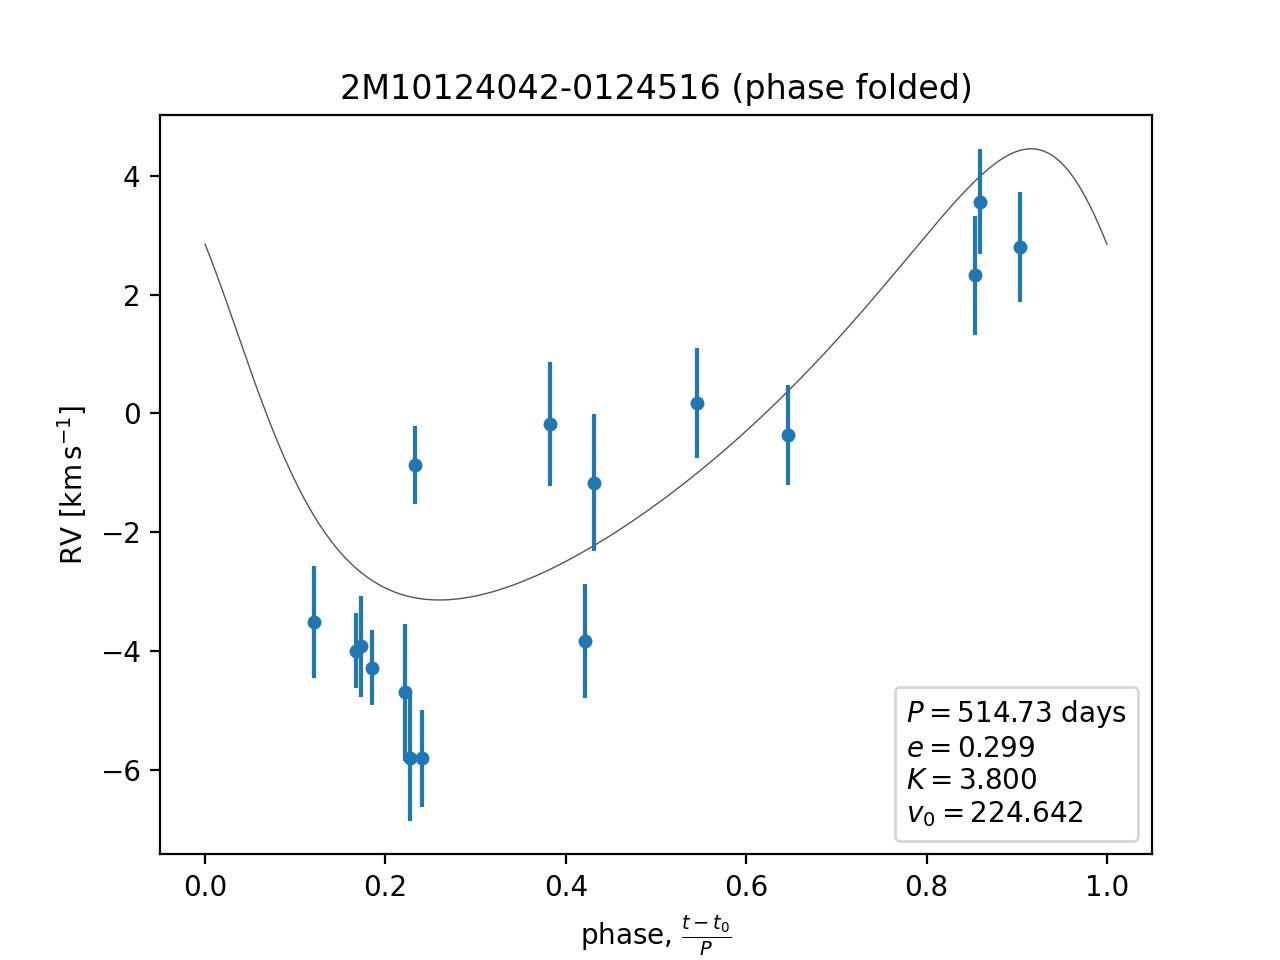 2M10124042-0124516 (phase folded)
RV [km s⁻¹]
4
2
0
−2
−4
−6
P = 514.73 days
e = 0.299
K = 3.800
v₀ = 224.642
0.0 0.2 0.4 0.6 0.8 1.0
phase, (t − t₀)/P